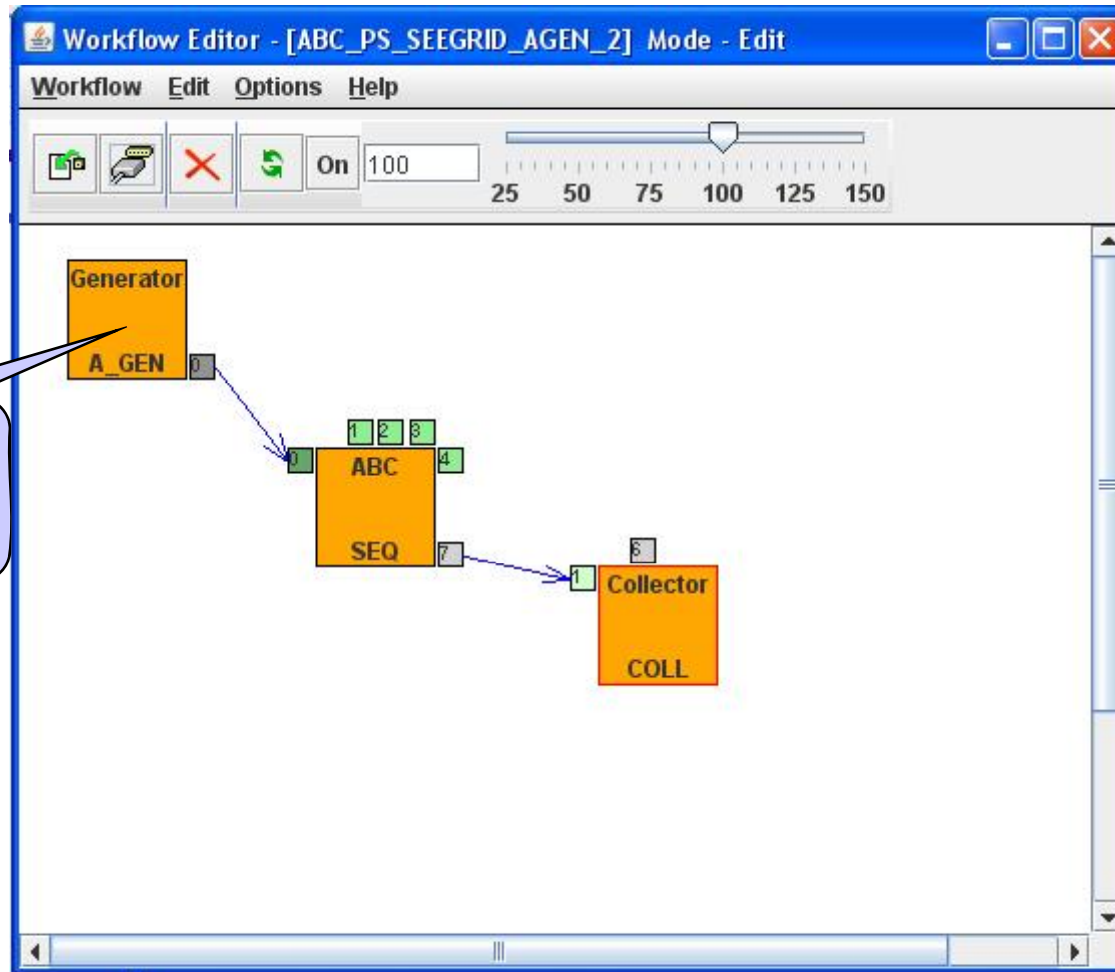 Workflow Editor - [ABC_PS_SEEGRID_AGEN_2] Mode - Edit
Workflow Edit Options Help
On 100
25 50 75 100 125 150
Generator
A_GEN 0
1 2 3
0 ABC 4
SEQ 7
6
1 Collector
COLL